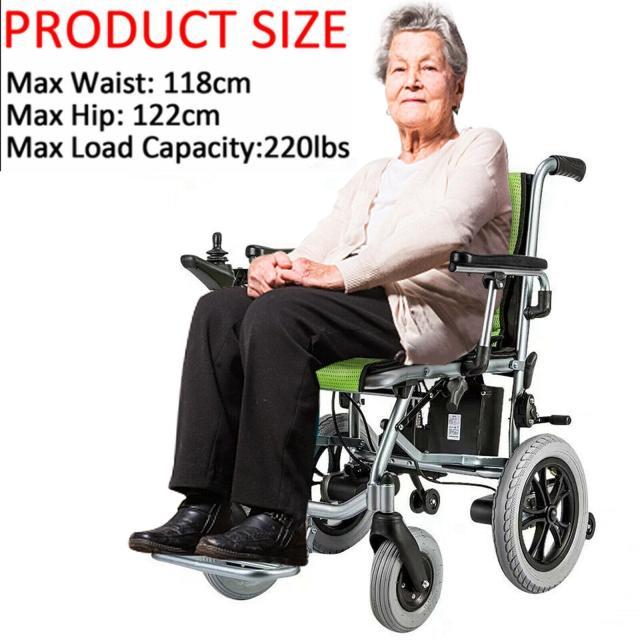 PRODUCT SIZE
Max Waist: 118cm
Max Hip: 122cm
Max Load Capacity:220lbs